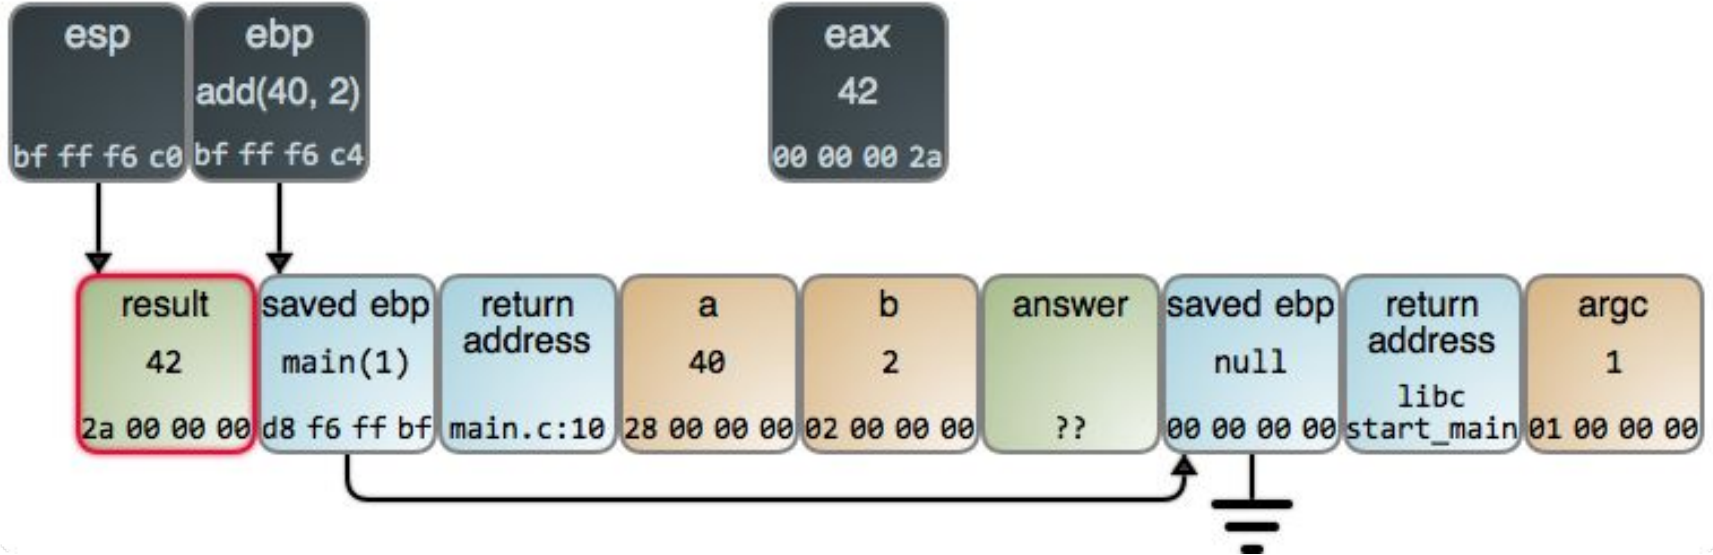 esp
bf ff f6 c0
ebp
add(40, 2)
bf ff f6 c4
eax
42
00 00 00 2a
result
42
2a 00 00 00
saved ebp
main(1)
d8 f6 ff bf
return
address
main.c:10
a
40
28 00 00 00
b
2
02 00 00 00
answer
??
saved ebp
null
00 00 00 00
return
address
libc
start_main
argc
1
01 00 00 00